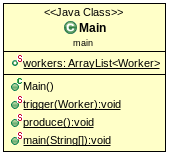 <<Java Class>>
Main
main
workers: ArrayList<Worker>
Main()
trigger(Worker):void
produce():void
main(String[]):void